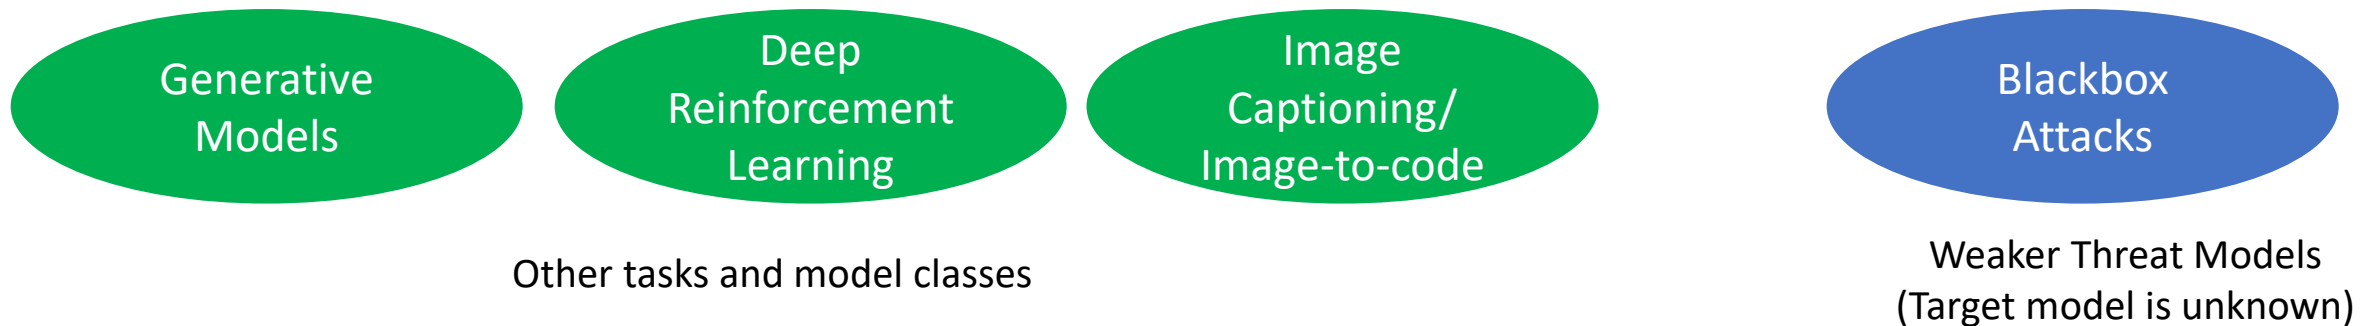 Generative
Models
Deep
Reinforcement
Learning
Image
Captioning/
Image-to-code
Blackbox
Attacks
Other tasks and model classes
Weaker Threat Models
(Target model is unknown)